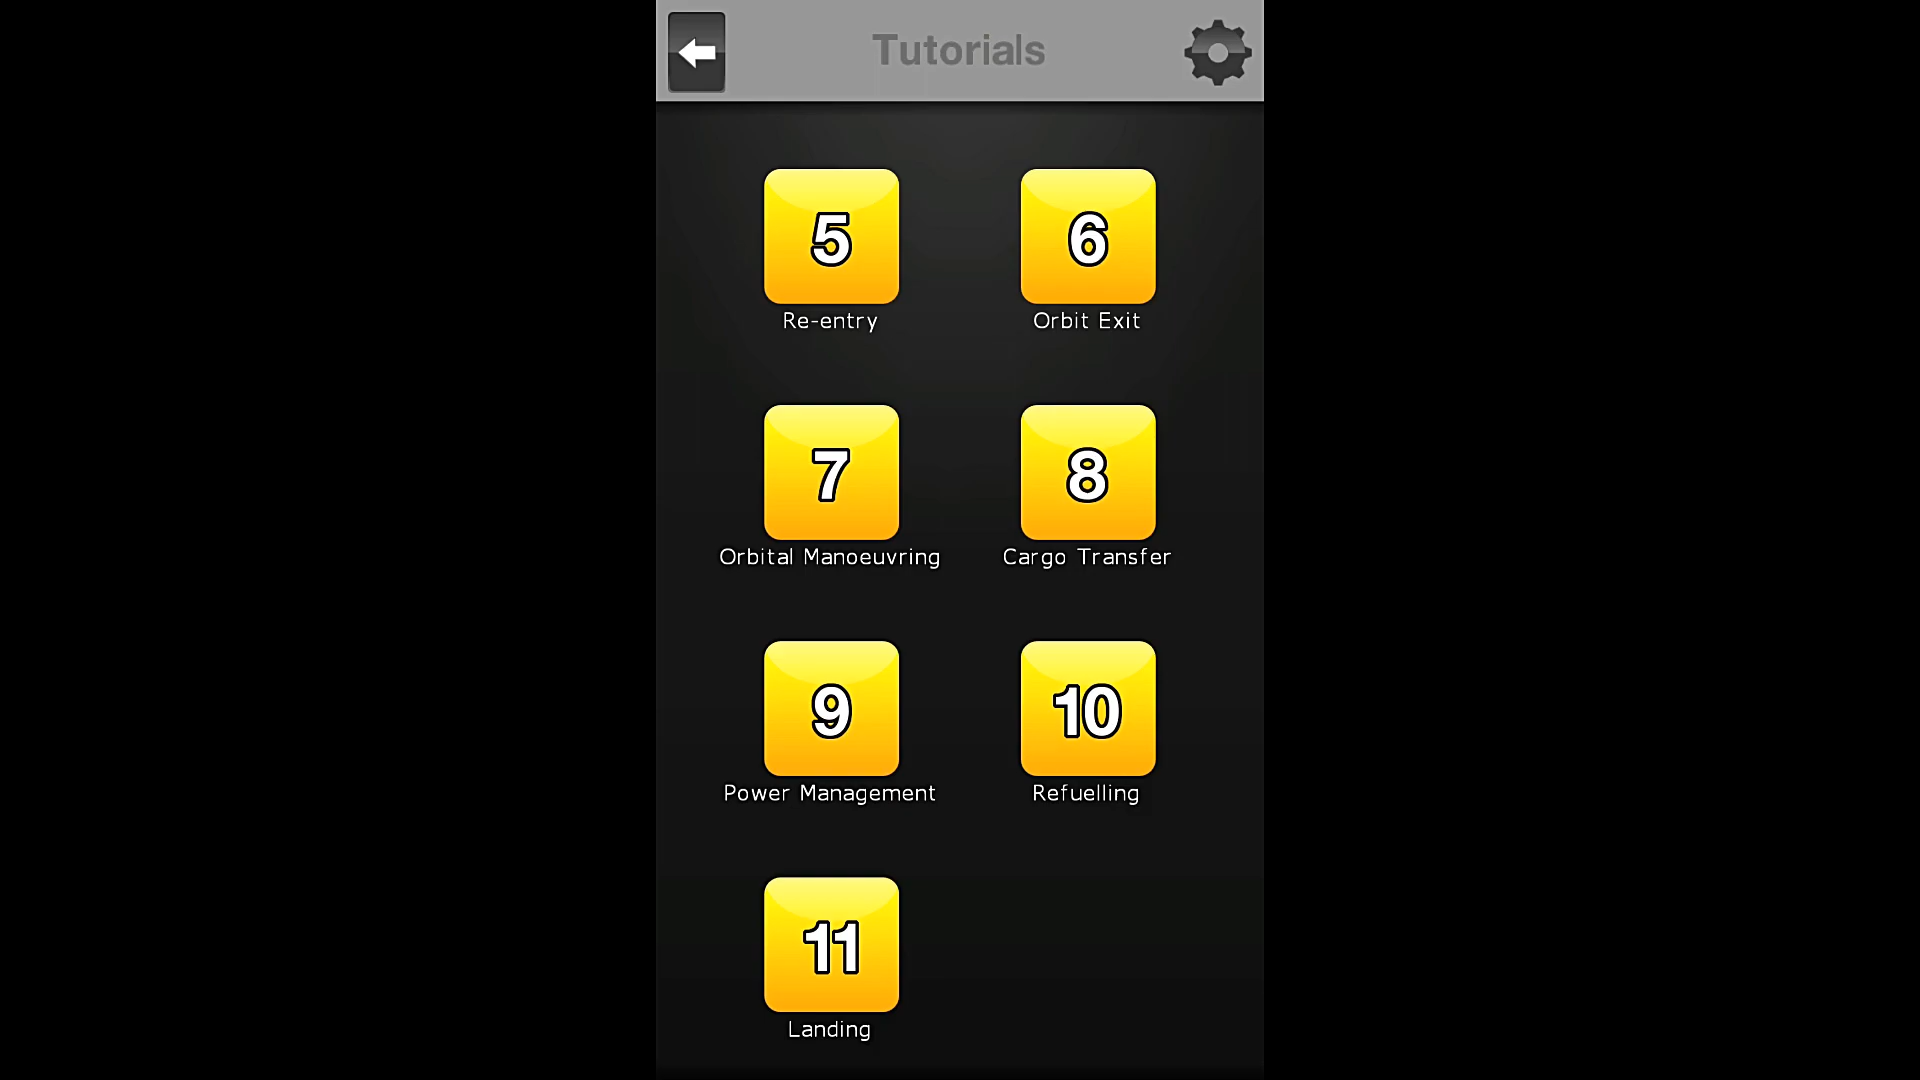 Tutorials
5
6
Re-entry
Orbit Exit
7
8
Orbital Manoeuvring
Cargo Transfer
9
10
Power Management
Refuelling
11
Landing